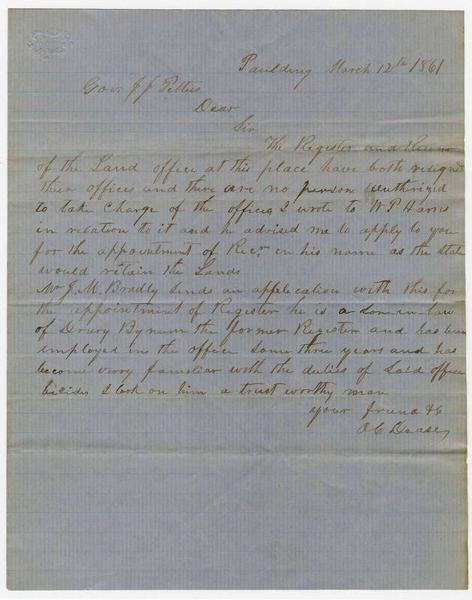 Paulding March 12th 1861
Gov. J J Pettus
Dear
Sir
The Register and
of the Land office at this place have both resigned
their offices and there are no person authorized
to take charge of the offices I wrote to W P Harris
in relation to it and he advised me to apply to you
for the appointment of Recr in his name as the state
would retain the Lands
Mr G. M. Bradly sends an application with this for
the appointment of Register he is a son in law
of Drury Bynum the former Register and has been
employed in the office some three years and has
become very familiar with the duties of said office
besides I look on him a trust worthy man
your friend &c
O C Dease